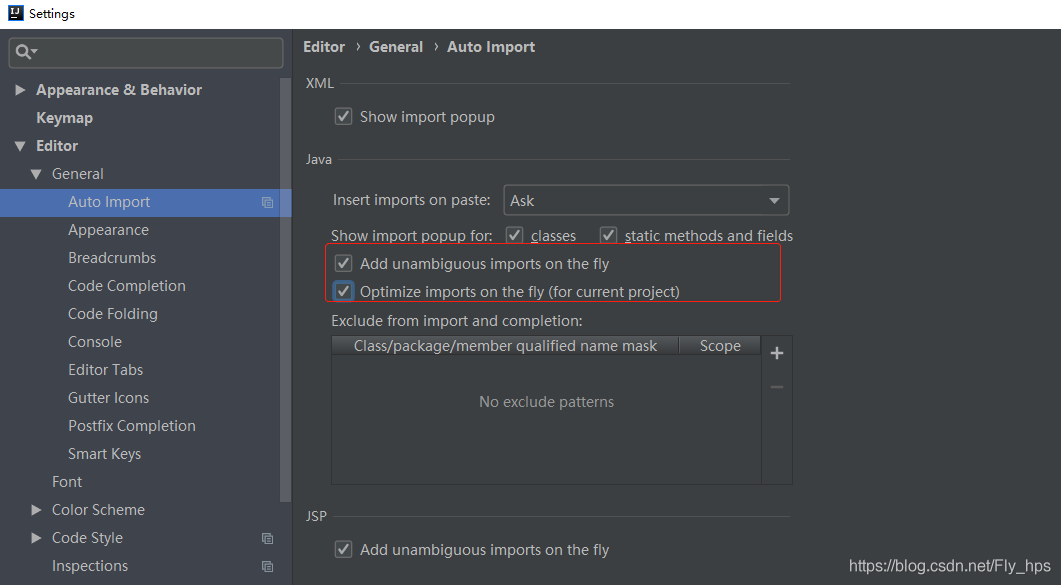 Settings
Appearance & Behavior
Keymap
Editor
General
Auto Import
Appearance
Breadcrumbs
Code Completion
Code Folding
Console
Editor Tabs
Gutter Icons
Postfix Completion
Smart Keys
Font
Color Scheme
Code Style
Inspections
Editor › General › Auto Import
XML
Show import popup
Java
Insert imports on paste: Ask
Show import popup for: classes static methods and fields
Add unambiguous imports on the fly
Optimize imports on the fly (for current project)
Exclude from import and completion:
Class/package/member qualified name mask Scope
No exclude patterns
JSP
Add unambiguous imports on the fly
https://blog.csdn.net/Fly_hps